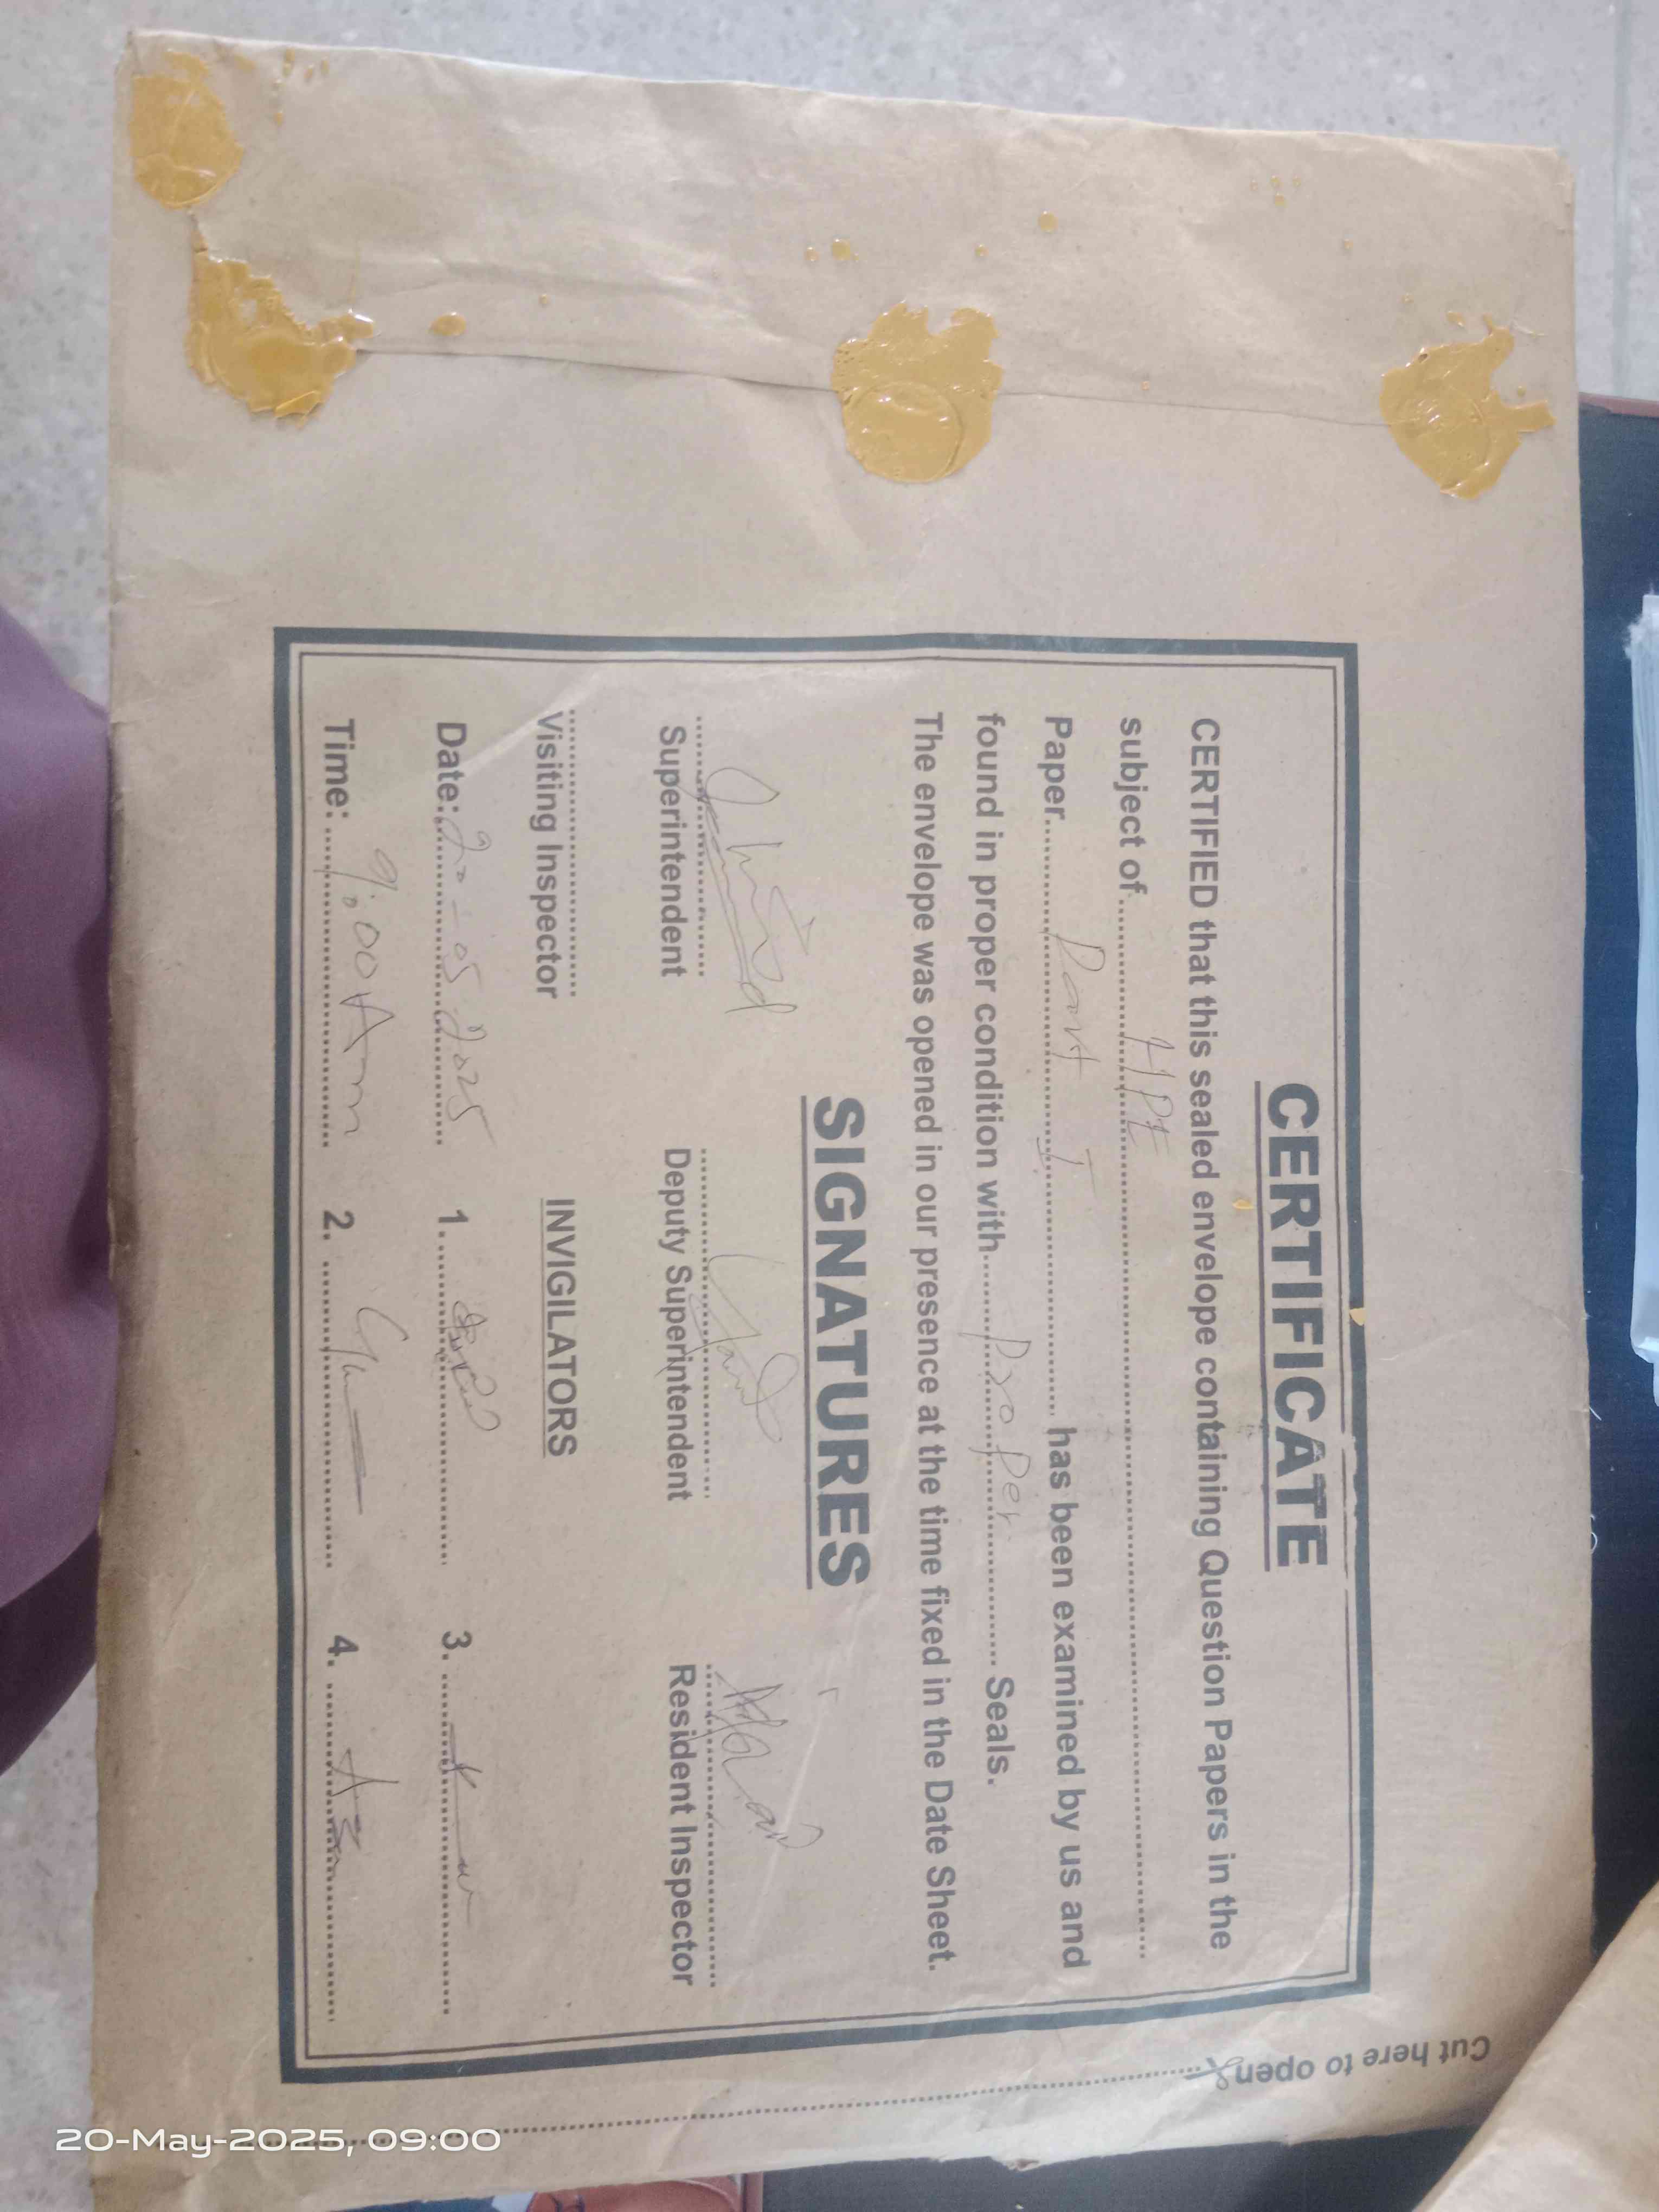 CERTIFICATE
CERTIFIED that this sealed envelope containing Question Papers in the
subject of HPE
Paper Part I has been examined by us and
found in proper condition with proper Seals.
The envelope was opened in our presence at the time fixed in the Date Sheet.
SIGNATURES
Superintendent Deputy Superintendent Resident Inspector
Visiting Inspector INVIGILATORS
Date: 20-05-2025 1. 3.
Time: 9:00 Am 2. 4.
Cut here to open
20-May-2025, 09:00